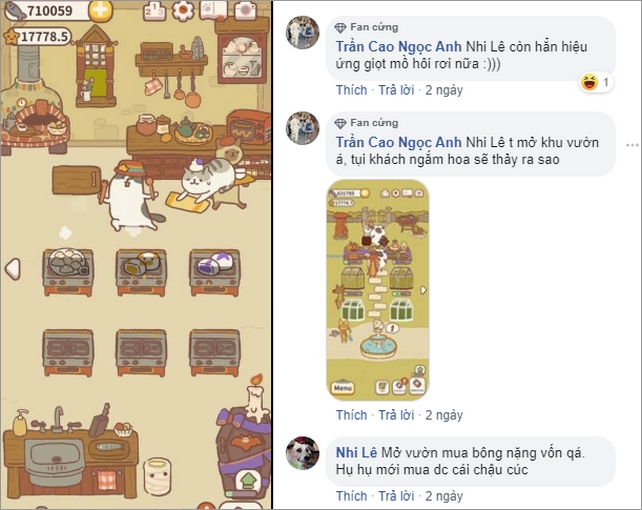 710059
17778.5
Fan cứng
Trần Cao Ngọc Anh Nhi Lê còn hẳn hiệu
ứng giọt mồ hôi rơi nữa :)))
1
Thích · Trả lời · 2 ngày
Fan cứng
Trần Cao Ngọc Anh Nhi Lê t mở khu vườn
á, tụi khách ngắm hoa sẽ thảy ra sao
Menu
Thích · Trả lời · 2 ngày
Nhi Lê Mở vườn mua bông nặng vốn qá.
Hụ hụ mới mua dc cái chậu cúc
Thích · Trả lời · 2 ngày